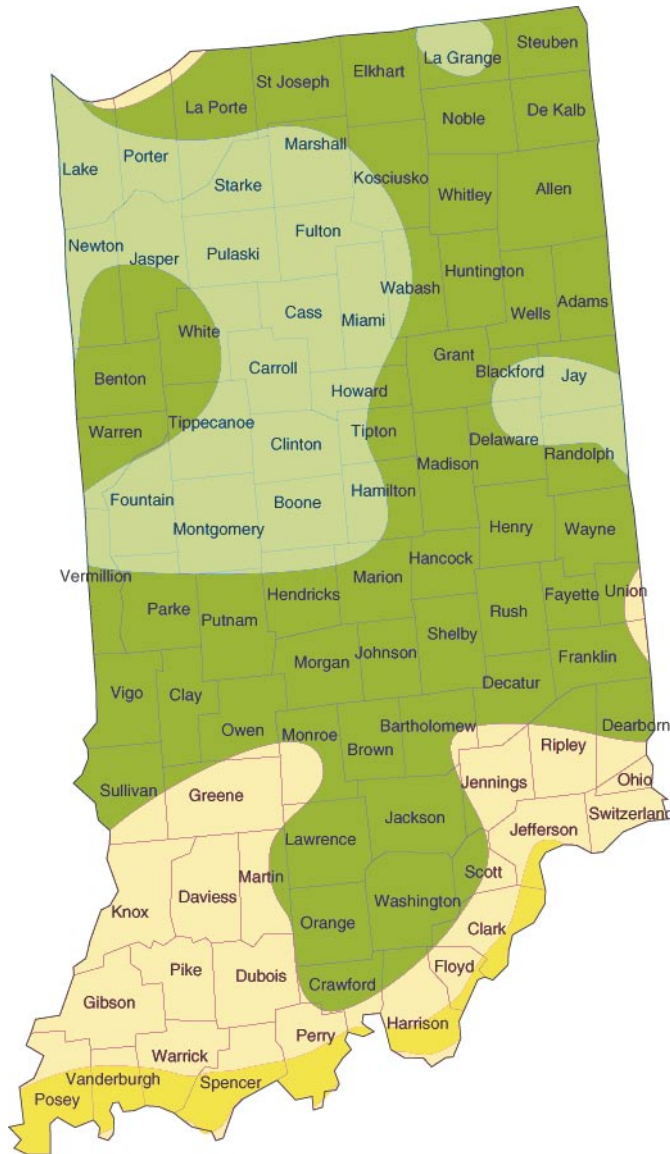 La Grange
Steuben
Elkhart
St Joseph
La Porte
Noble
De Kalb
Lake
Porter
Marshall
Starke
Kosciusko
Whitley
Allen
Newton
Jasper
Pulaski
Fulton
Huntington
Wabash
Wells
Adams
White
Cass
Miami
Benton
Carroll
Grant
Blackford
Jay
Howard
Warren
Tippecanoe
Clinton
Tipton
Delaware
Randolph
Madison
Fountain
Montgomery
Boone
Hamilton
Henry
Wayne
Vermillion
Hancock
Marion
Hendricks
Parke
Putnam
Rush
Fayette
Union
Shelby
Johnson
Morgan
Franklin
Vigo
Clay
Decatur
Owen
Monroe
Brown
Bartholomew
Dearborn
Ripley
Sullivan
Greene
Jennings
Ohio
Switzerland
Jackson
Jefferson
Lawrence
Martin
Scott
Daviess
Knox
Washington
Orange
Clark
Pike
Dubois
Floyd
Crawford
Gibson
Harrison
Perry
Warrick
Vanderburgh
Spencer
Posey